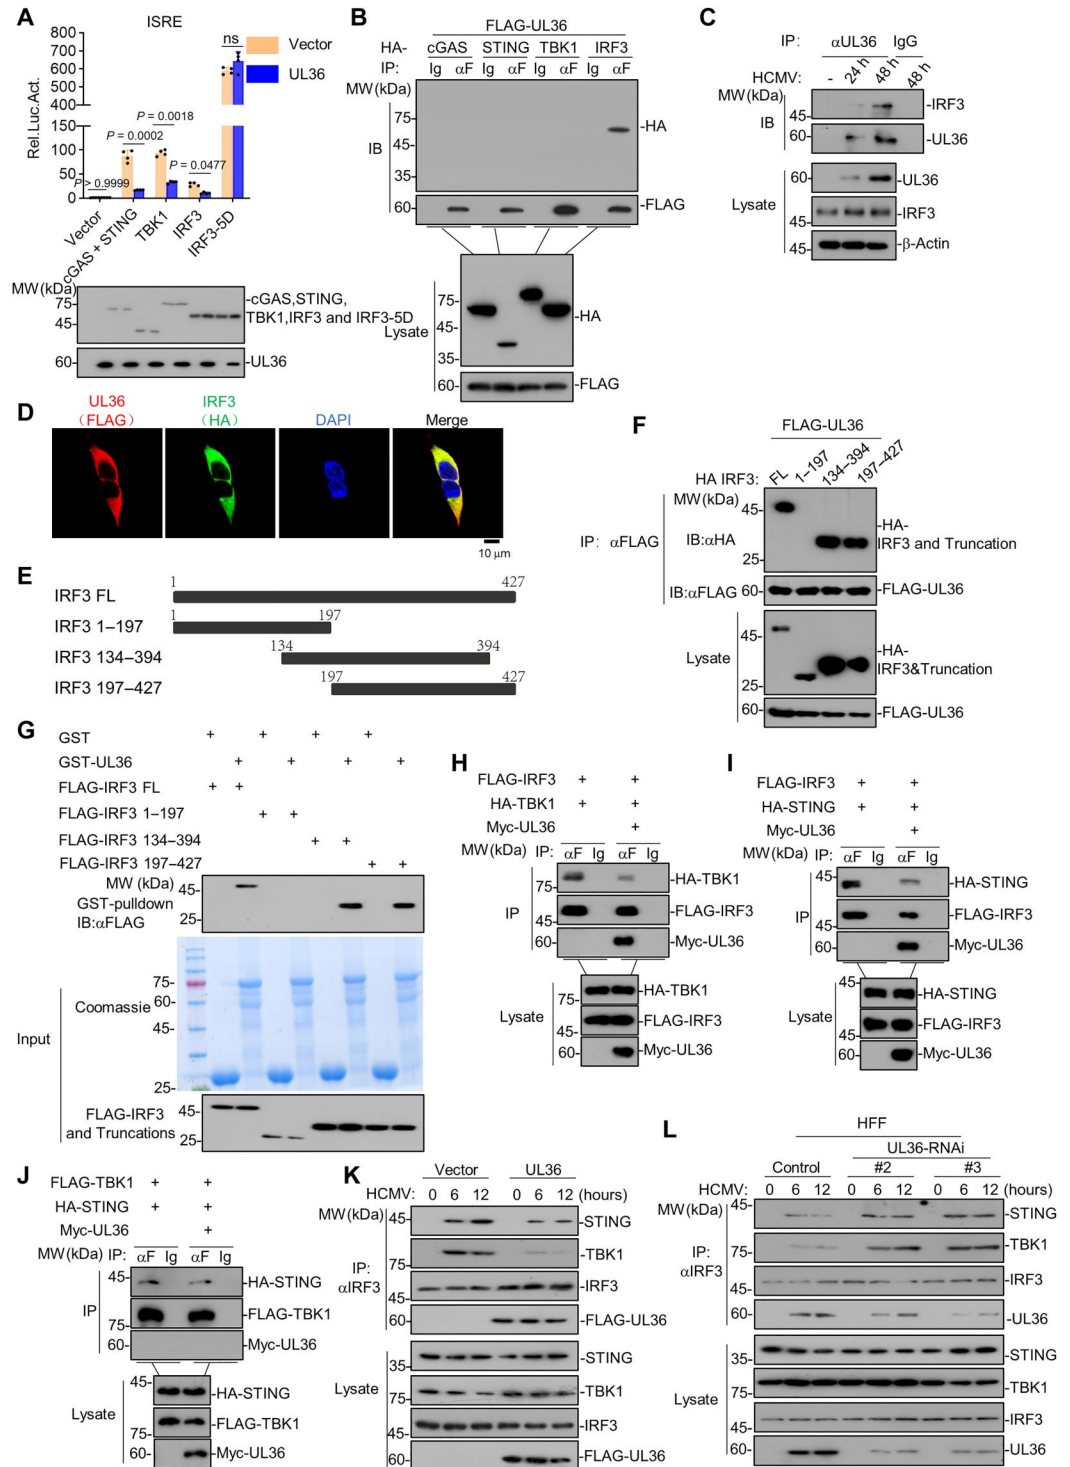 A
ISRE
Rel.Luc.Act.
800
700
600
500
400
150
100
50
0
Vector
UL36
ns
P = 0.0018
P = 0.0002
P = 0.0477
P > 0.9999
Vector
cGAS + STING
TBK1
IRF3
IRF3-5D
MW (kDa)
75-
45-
60-
-cGAS,STING,
TBK1,IRF3 and IRF3-5D
-UL36
B
FLAG-UL36
HA- cGAS STING TBK1 IRF3
IP: Ig αF Ig αF Ig αF Ig αF
MW (kDa)
75-
45-
35-
IB
-HA
60-
-FLAG
75-
45-
35-
Lysate
-HA
60-
-FLAG
C
IP: αUL36 IgG
HCMV: - 24 h 48 h 48 h
MW (kDa)
45-
60-
IB
-IRF3
-UL36
Lysate
60-
45-
45-
-UL36
-IRF3
-β-Actin
D
UL36
(FLAG)
IRF3
(HA)
DAPI
Merge
10 μm
E
IRF3 FL 1 427
IRF3 1–197 1 197
IRF3 134–394 134 394
IRF3 197–427 197 427
F
FLAG-UL36
HA IRF3: FL 1–197 134–394 197–427
MW (kDa)
45-
25-
IP: αFLAG
IB:αHA
-HA-
IRF3 and Truncation
IB:αFLAG 60-
-FLAG-UL36
Lysate
45-
25-
-HA-
IRF3&Truncation
60-
-FLAG-UL36
G
GST + + + +
GST-UL36 + + + +
FLAG-IRF3 FL + +
FLAG-IRF3 1–197 + +
FLAG-IRF3 134–394 + +
FLAG-IRF3 197–427 + +
MW (kDa)
45-
25-
GST-pulldown
IB:αFLAG
Input
Coomassie
75-
60-
45-
25-
FLAG-IRF3
and Truncations
45-
25-
H
FLAG-IRF3 + +
HA-TBK1 + +
Myc-UL36 +
MW (kDa) IP: αF Ig αF Ig
IP
75-
45-
60-
-HA-TBK1
-FLAG-IRF3
-Myc-UL36
Lysate
75-
45-
60-
-HA-TBK1
-FLAG-IRF3
-Myc-UL36
I
FLAG-IRF3 + +
HA-STING + +
Myc-UL36 +
MW (kDa) IP: αF Ig αF Ig
IP
45-
45-
60-
-HA-STING
-FLAG-IRF3
-Myc-UL36
Lysate
45-
45-
60-
-HA-STING
-FLAG-IRF3
-Myc-UL36
J
FLAG-TBK1 + +
HA-STING + +
Myc-UL36 +
MW (kDa) IP: αF Ig αF Ig
IP
45-
75-
60-
-HA-STING
-FLAG-TBK1
-Myc-UL36
Lysate
45-
75-
60-
-HA-STING
-FLAG-TBK1
-Myc-UL36
K
Vector UL36
HCMV: 0 6 12 0 6 12 (hours)
MW (kDa)
IP:
αIRF3
45-
75-
45-
60-
-STING
-TBK1
-IRF3
-FLAG-UL36
Lysate
35-
75-
45-
60-
-STING
-TBK1
-IRF3
-FLAG-UL36
L
HFF
UL36-RNAi
Control #2 #3
HCMV: 0 6 12 0 6 12 0 6 12 (hours)
MW (kDa)
IP:
αIRF3
45-
75-
45-
60-
-STING
-TBK1
-IRF3
-UL36
Lysate
35-
75-
45-
60-
-STING
-TBK1
-IRF3
-UL36